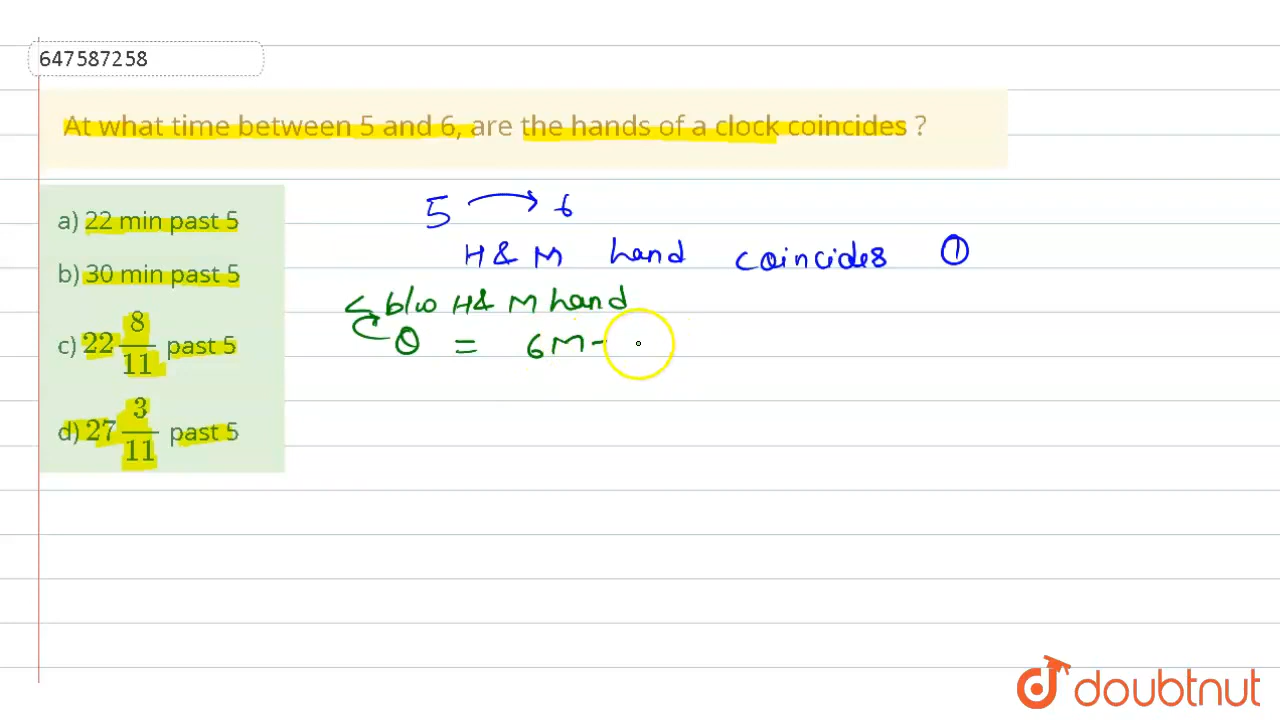 647587258
At what time between 5 and 6, are the hands of a clock coincides ?
a) 22 min past 5
b) 30 min past 5
c) 22 8/11 past 5
d) 27 3/11 past 5
5 → 6
H & M hand coincides ①
∠ b/w H & M hand
θ = 6M -
doubtnut